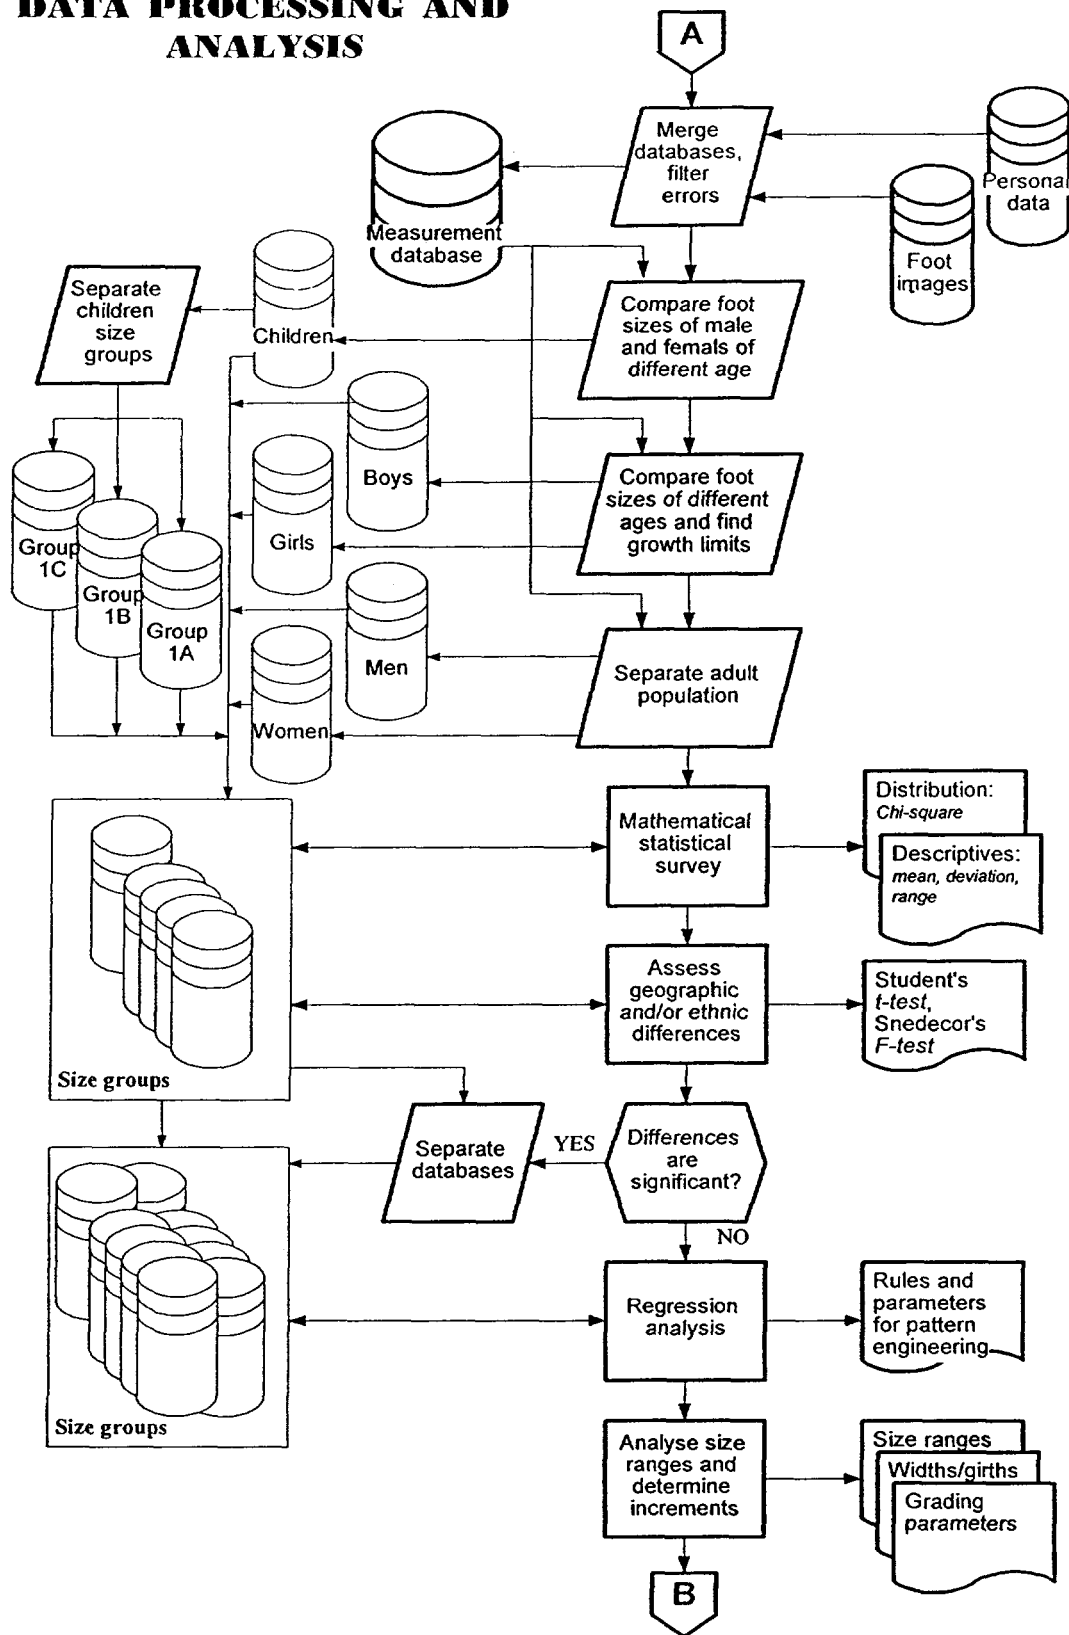 DATA PROCESSING AND
ANALYSIS
A
Merge
databases,
filter
errors
Personal
data
Foot
images
Measurement
database
Separate
children
size
groups
Children
Compare foot
sizes of male
and femals of
different age
Boys
Girls
Compare foot
sizes of different
ages and find
growth limits
Group
1C
Group
1B
Group
1A
Men
Women
Separate adult
population
Mathematical
statistical
survey
Distribution:
Chi-square
Descriptives:
mean, deviation,
range
Assess
geographic
and/or ethnic
differences
Student's
t-test,
Snedecor's
F-test
Size groups
Separate
databases
YES
Differences
are
significant?
NO
Regression
analysis
Rules and
parameters
for pattern
engineering
Size groups
Analyse size
ranges and
determine
increments
Size ranges
Widths/girths
Grading
parameters
B